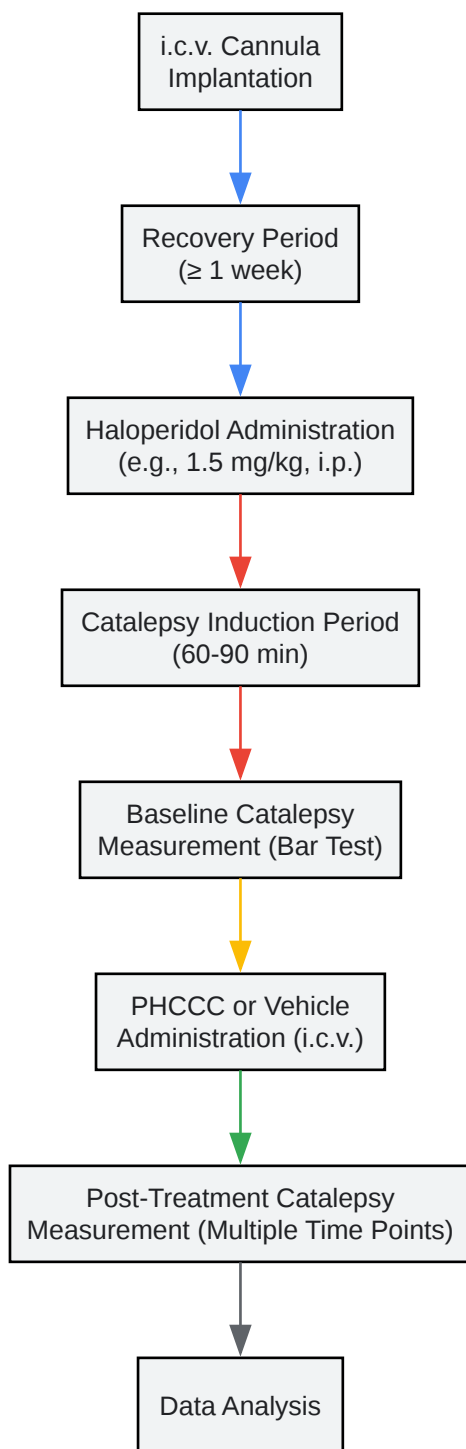 i.c.v. Cannula
Implantation
Recovery Period
(≥ 1 week)
Haloperidol Administration
(e.g., 1.5 mg/kg, i.p.)
Catalepsy Induction Period
(60-90 min)
Baseline Catalepsy
Measurement (Bar Test)
PHCCC or Vehicle
Administration (i.c.v.)
Post-Treatment Catalepsy
Measurement (Multiple Time Points)
Data Analysis